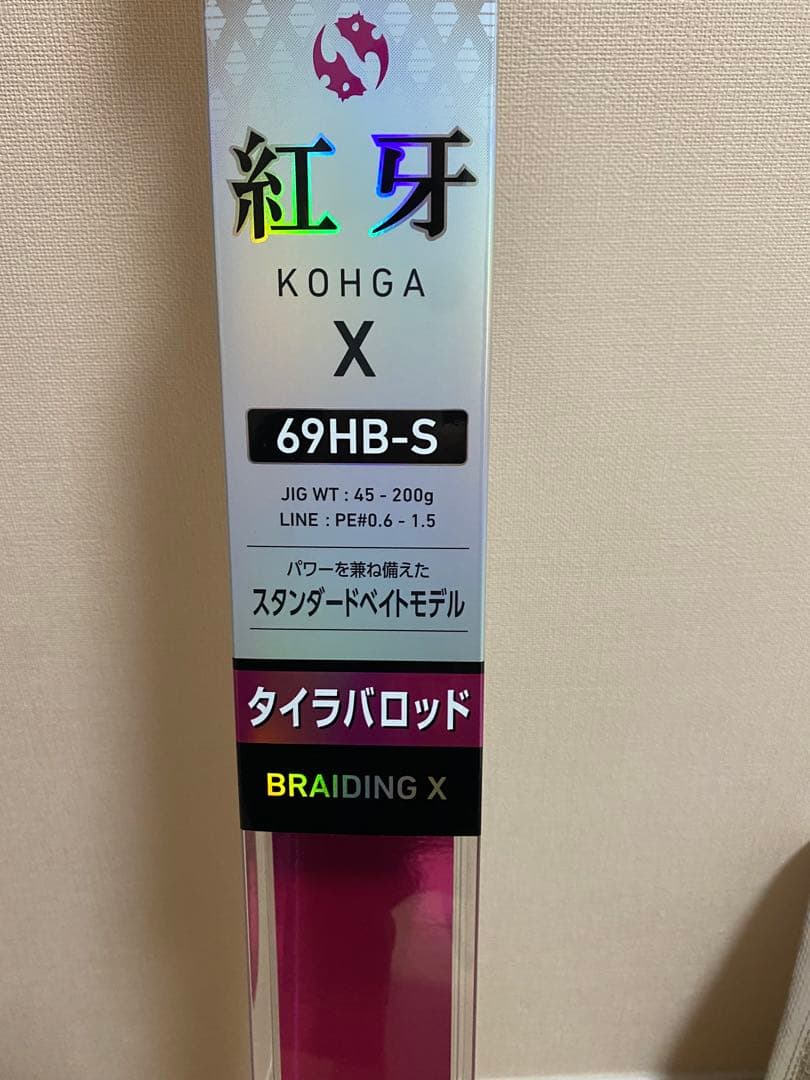 紅牙
KOHGA
X
69HB-S
JIG WT : 45 - 200g
LINE : PE#0.6 - 1.5
パワーを兼ね備えた
スタンダードベイトモデル
タイラバロッド
BRAIDING X